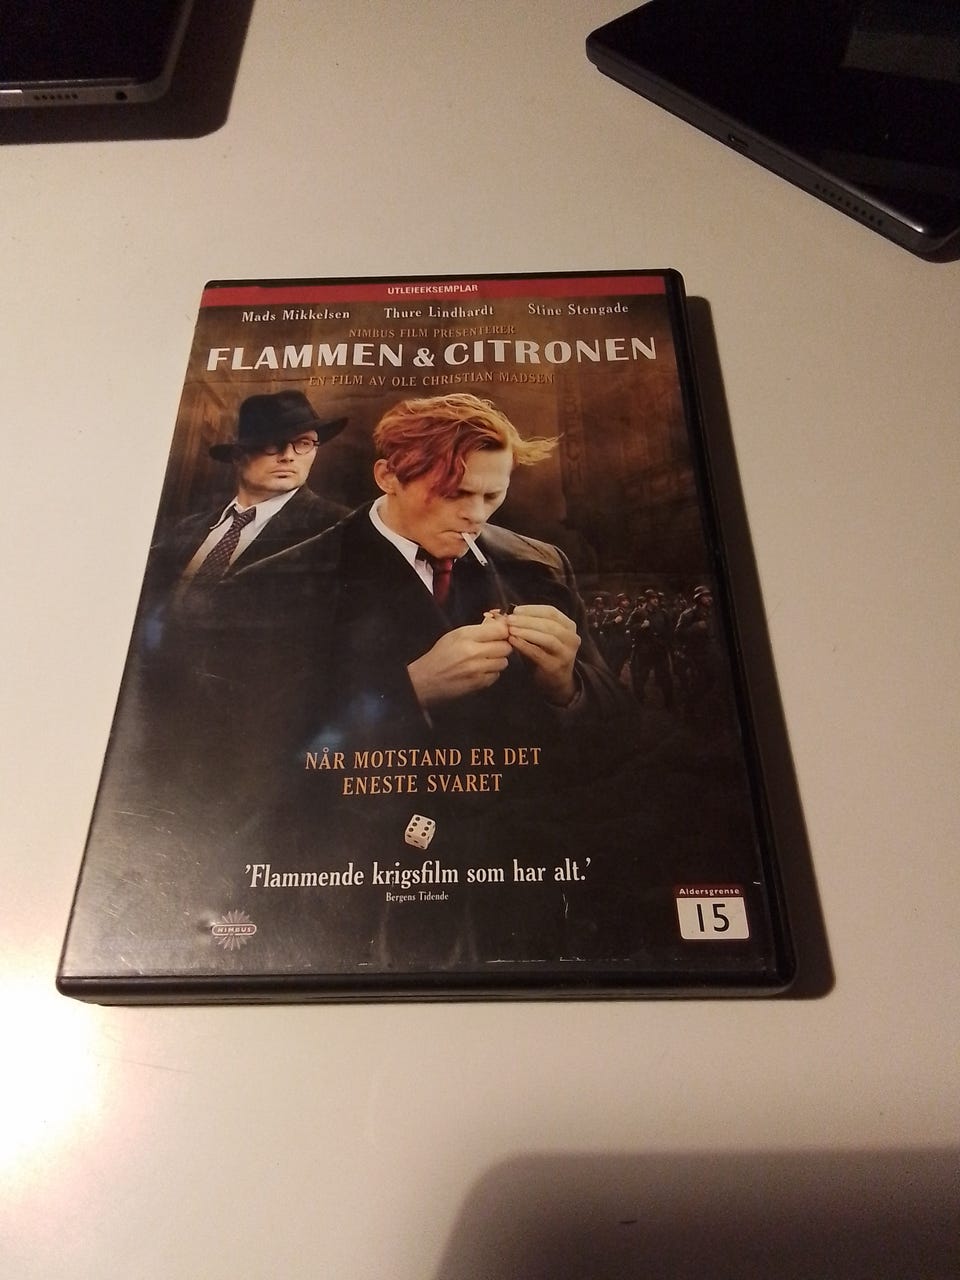 UTLEIEEKSEMPLAR
Mads Mikkelsen Thure Lindhardt Stine Stengade
NIMBUS FILM PRESENTERER
FLAMMEN & CITRONEN
EN FILM AV OLE CHRISTIAN MADSEN
NÅR MOTSTAND ER DET
ENESTE SVARET
'Flammende krigsfilm som har alt.'
Bergens Tidende
NIMBUS
Aldersgrense
15